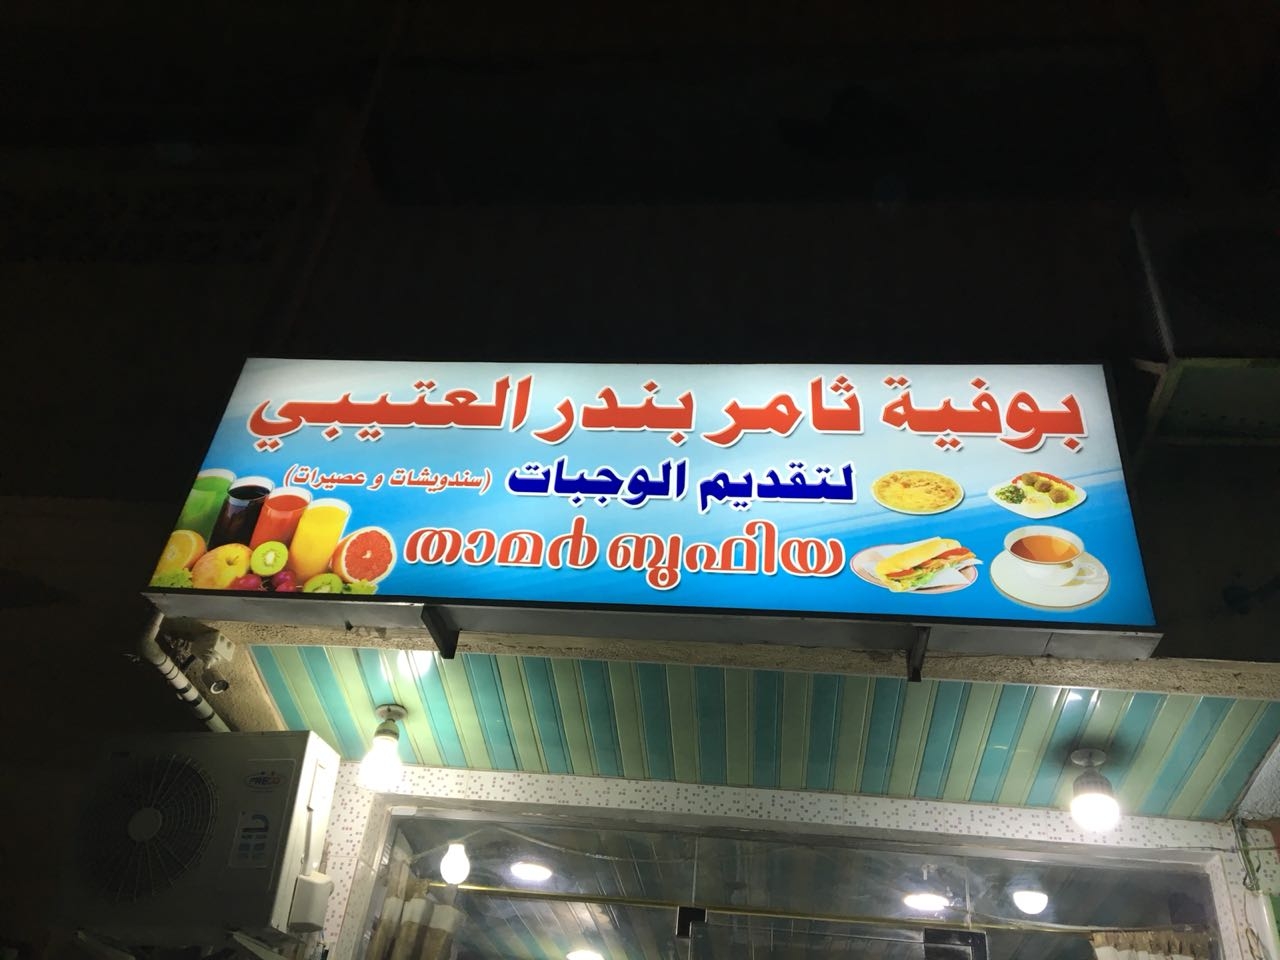 بوفية ثامر بندر العتيبي
لتقديم الوجبات (سندويشات و عصيرات)
താമർ ബൂഫിയ